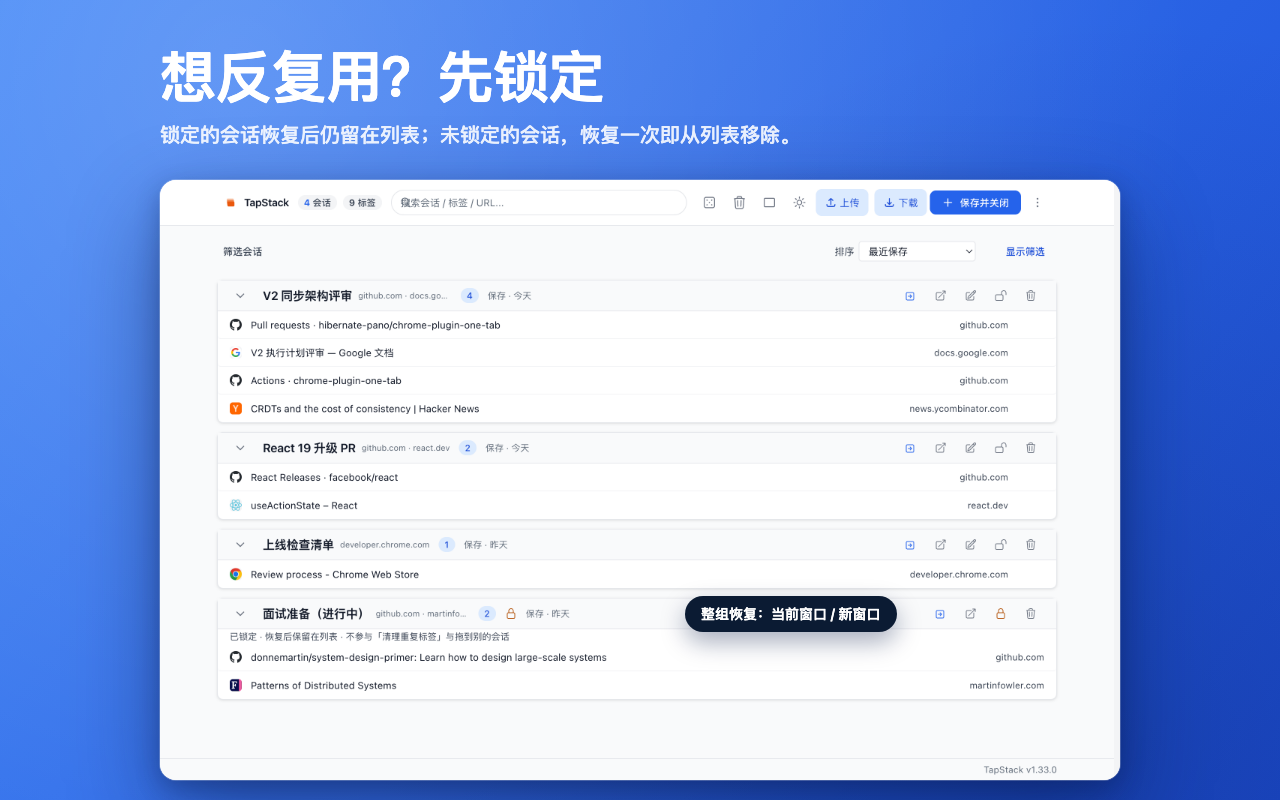 想反复用？先锁定
锁定的会话恢复后仍留在列表；未锁定的会话，恢复一次即从列表移除。
TapStack 4 会话 9 标签 搜索会话 / 标签 / URL... 上传 下载 保存并关闭
筛选会话 排序 最近保存 显示筛选
V2 同步架构评审 github.com · docs.go... 4 保存 · 今天
Pull requests · hibernate-pano/chrome-plugin-one-tab github.com
V2 执行计划评审 — Google 文档 docs.google.com
Actions · chrome-plugin-one-tab github.com
CRDTs and the cost of consistency | Hacker News news.ycombinator.com
React 19 升级 PR github.com · react.dev 2 保存 · 今天
React Releases · facebook/react github.com
useActionState – React react.dev
上线检查清单 developer.chrome.com 1 保存 · 昨天
Review process - Chrome Web Store developer.chrome.com
面试准备（进行中） github.com · martinfo... 2 保存 · 昨天 整组恢复：当前窗口 / 新窗口
已锁定 · 恢复后保留在列表 · 不参与「清理重复标签」与拖到别的会话
donnemartin/system-design-primer: Learn how to design large-scale systems github.com
Patterns of Distributed Systems martinfowler.com
TapStack v1.33.0